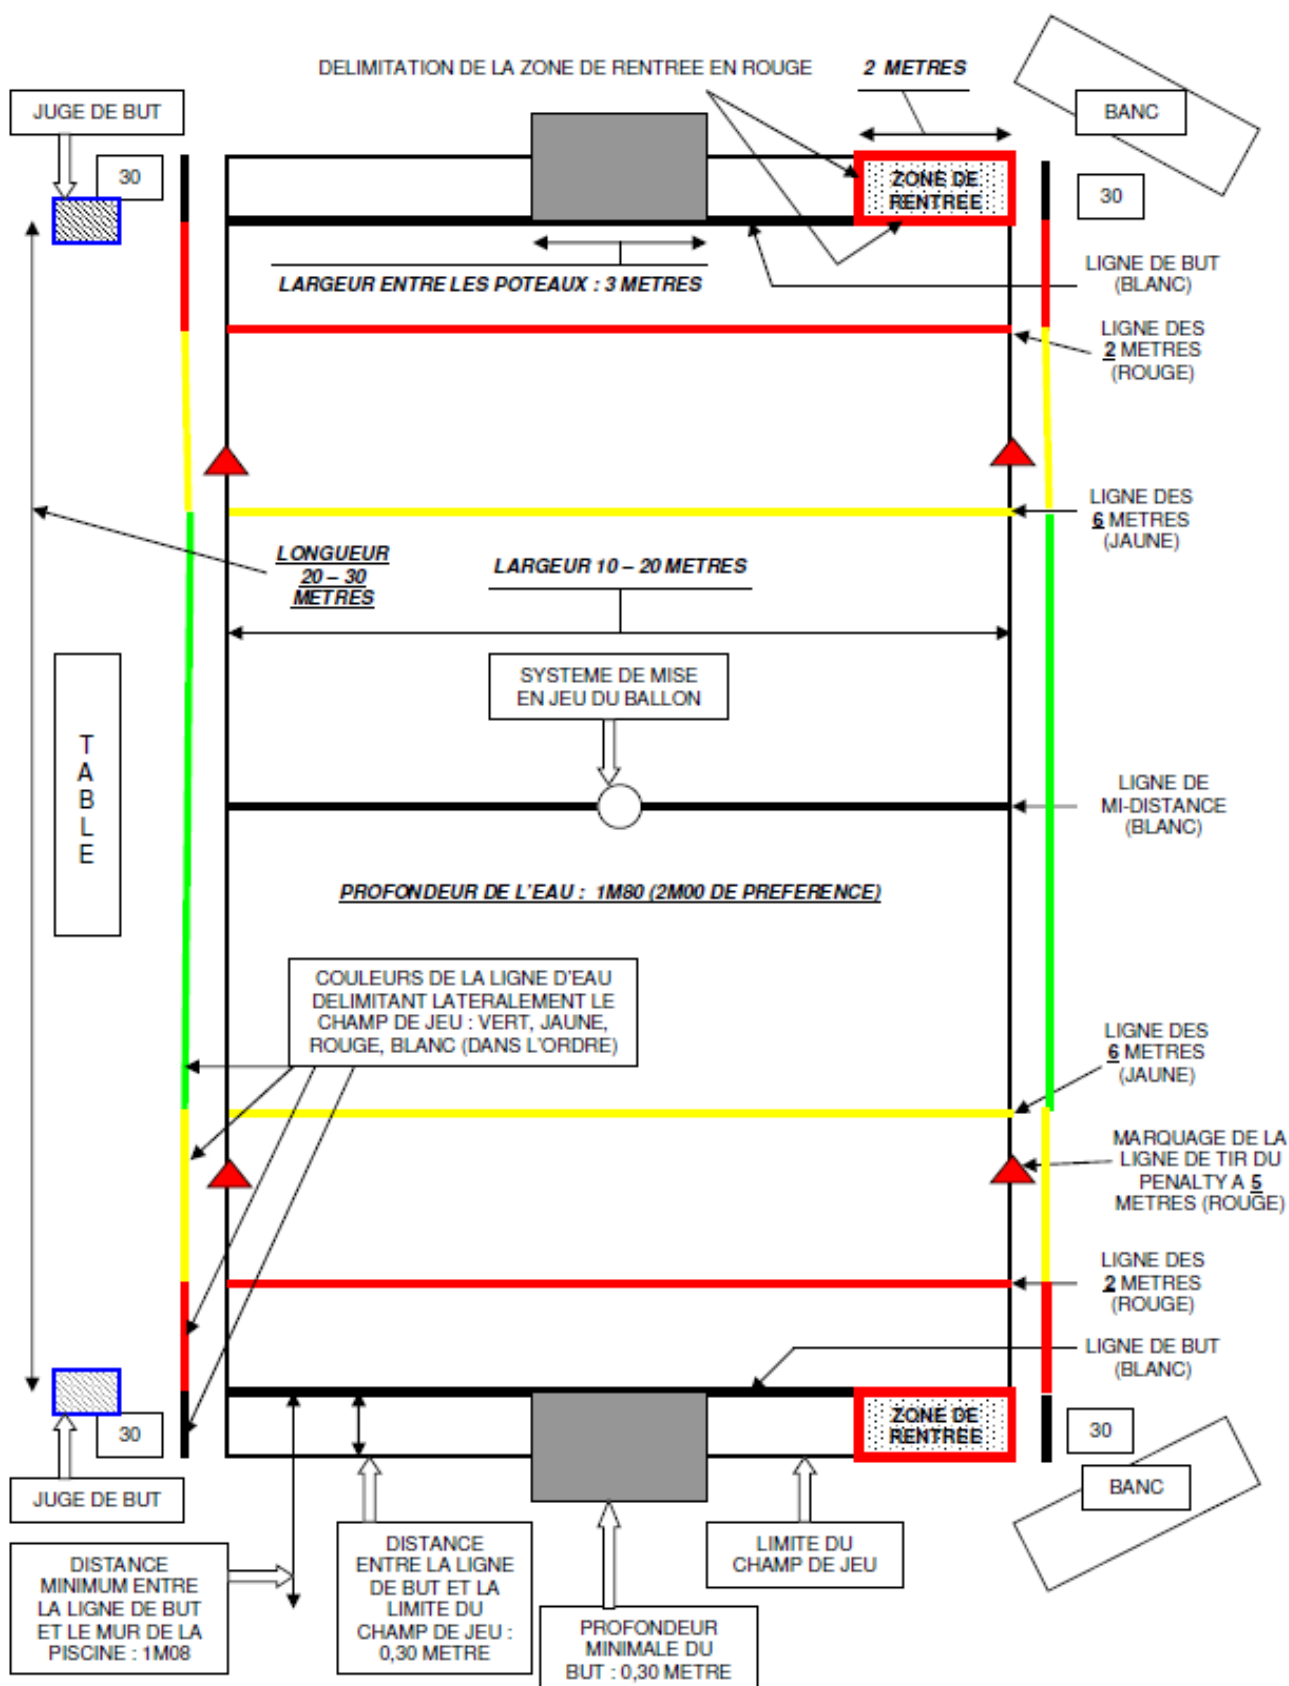 DELIMITATION DE LA ZONE DE RENTREE EN ROUGE
2 METRES
JUGE DE BUT
BANC
30
ZONE DE
RENTREE
30
LARGEUR ENTRE LES POTEAUX : 3 METRES
LIGNE DE BUT
(BLANC)
LIGNE DES
2 METRES
(ROUGE)
LIGNE DES
6 METRES
(JAUNE)
LONGUEUR
20 – 30
METRES
LARGEUR 10 – 20 METRES
SYSTEME DE MISE
EN JEU DU BALLON
TABLE
LIGNE DE
MI-DISTANCE
(BLANC)
PROFONDEUR DE L'EAU : 1M80 (2M00 DE PREFERENCE)
COULEURS DE LA LIGNE D'EAU
DELIMITANT LATERALEMENT LE
CHAMP DE JEU : VERT, JAUNE,
ROUGE, BLANC (DANS L'ORDRE)
LIGNE DES
6 METRES
(JAUNE)
MARQUAGE DE LA
LIGNE DE TIR DU
PENALTY A 5
METRES (ROUGE)
LIGNE DES
2 METRES
(ROUGE)
LIGNE DE BUT
(BLANC)
30
ZONE DE
RENTREE
30
JUGE DE BUT
BANC
DISTANCE
MINIMUM ENTRE
LA LIGNE DE BUT
ET LE MUR DE LA
PISCINE : 1M08
DISTANCE
ENTRE LA LIGNE
DE BUT ET LA
LIMITE DU
CHAMP DE JEU :
0,30 METRE
PROFONDEUR
MINIMALE DU
BUT : 0,30 METRE
LIMITE DU
CHAMP DE JEU